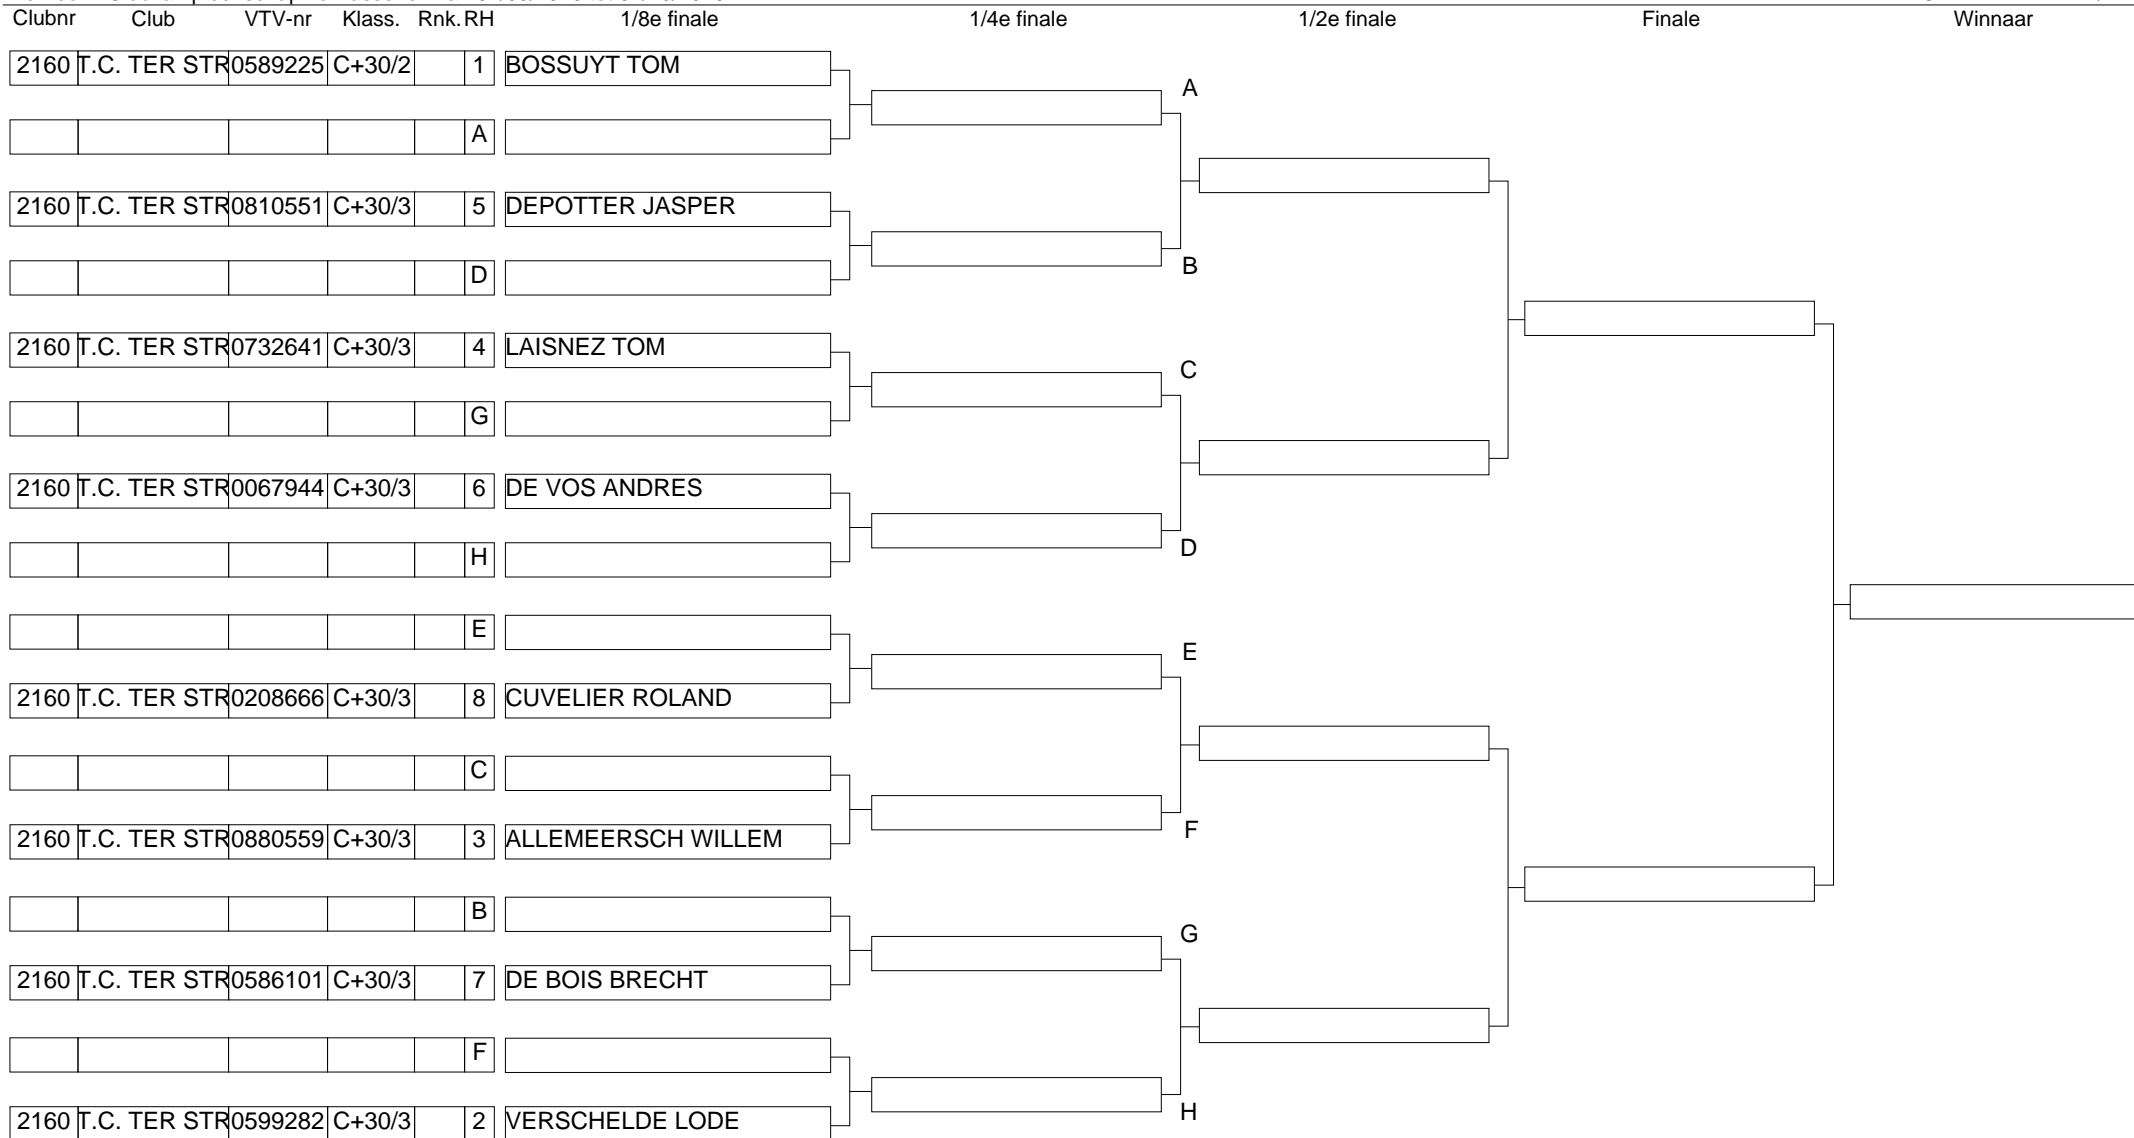 Clubnr Club VTV-nr Klass. Rnk. RH 1/8e finale 1/4e finale 1/2e finale Finale Winnaar
2160 T.C. TER STR 0589225 C+30/2 1 BOSSUYT TOM
A
A
2160 T.C. TER STR 0810551 C+30/3 5 DEPOTTER JASPER
B
D
2160 T.C. TER STR 0732641 C+30/3 4 LAISNEZ TOM
C
G
2160 T.C. TER STR 0067944 C+30/3 6 DE VOS ANDRES
D
H
E
E
2160 T.C. TER STR 0208666 C+30/3 8 CUVELIER ROLAND
C
F
2160 T.C. TER STR 0880559 C+30/3 3 ALLEMEERSCH WILLEM
B
G
2160 T.C. TER STR 0586101 C+30/3 7 DE BOIS BRECHT
F
H
2160 T.C. TER STR 0599282 C+30/3 2 VERSCHELDE LODE